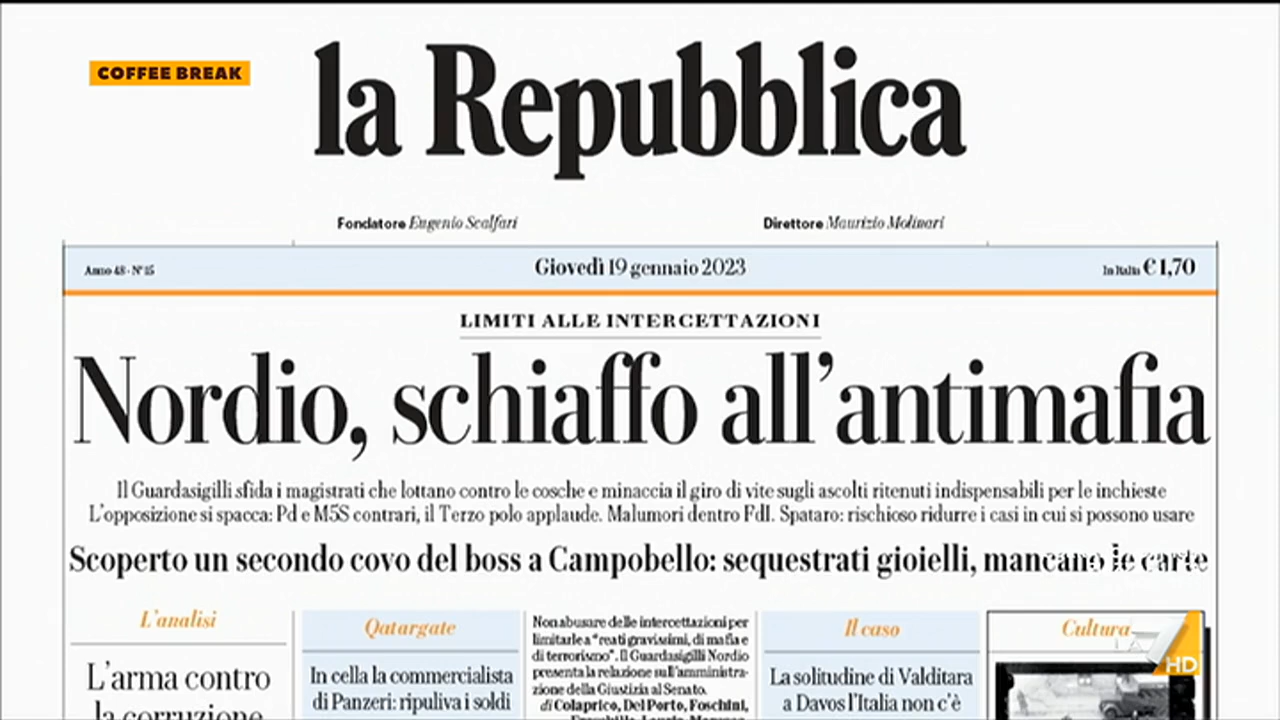 COFFEE BREAK
la Repubblica
Fondatore Eugenio Scalfari
Direttore Maurizio Molinari
Anno 48 - N° 15
Giovedì 19 gennaio 2023
In Italia € 1,70
LIMITI ALLE INTERCETTAZIONI
Nordio, schiaffo all'antimafia
Il Guardasigilli sfida i magistrati che lottano contro le cosche e minaccia il giro di vite sugli ascolti ritenuti indispensabili per le inchieste
L'opposizione si spacca: Pd e M5S contrari, il Terzo polo applaude. Malumori dentro FdI. Spataro: rischioso ridurre i casi in cui si possono usare
Scoperto un secondo covo del boss a Campobello: sequestrati gioielli, mancano le carte
L'analisi
L'arma contro
la corruzione
Qatargate
In cella la commercialista
di Panzeri: ripuliva i soldi
Non abusare delle intercettazioni per
limitarle a "reati gravissimi, di mafia e
di terrorismo". Il Guardasigilli Nordio
presenta la relazione sull'amministra-
zione della Giustizia al Senato.
di Colaprico, Del Porto, Foschini,
Il caso
La solitudine di Valditara
a Davos l'Italia non c'è
Cultura
LA 7
HD